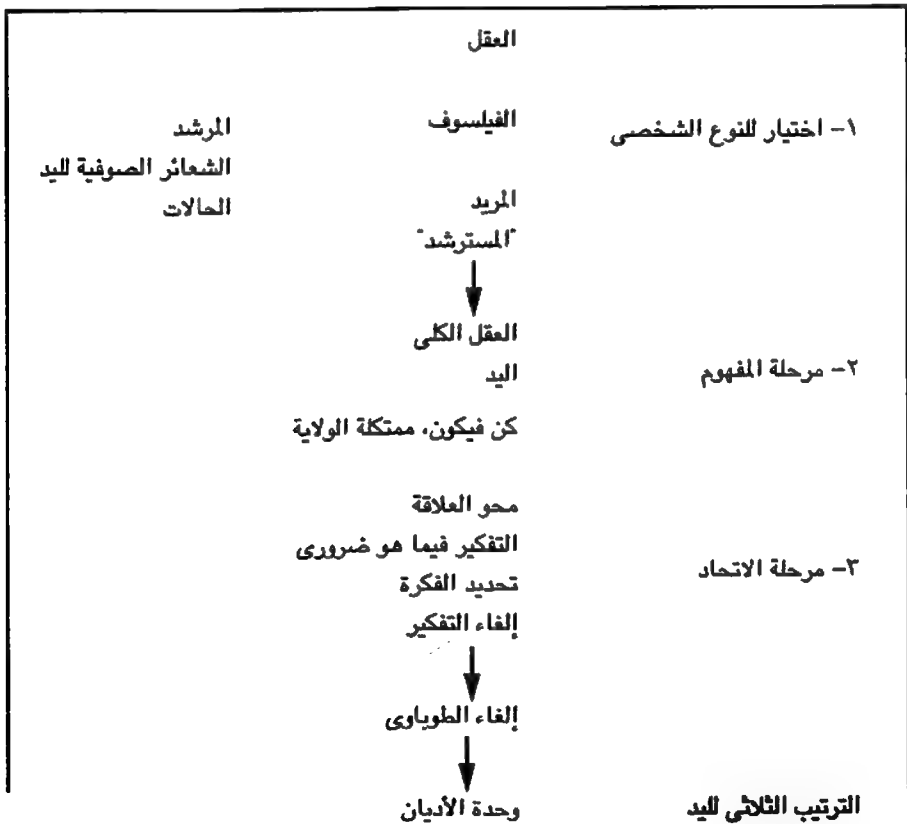 العقل
١- اختيار للنوع الشخصى
الفيلسوف
المرشد
الشعائر الصوفية لليد
المريد
الحالات
"المسترشد"
العقل الكلى
٢- مرحلة المفهوم
اليد
كن فيكون، ممتكلة الولاية
محو العلاقة
التفكير فيما هو ضرورى
٣- مرحلة الاتحاد
تحديد الفكرة
إلغاء التفكير
إلغاء الطوباوى
الترتيب الثلاثي لليد
وحدة الأديان